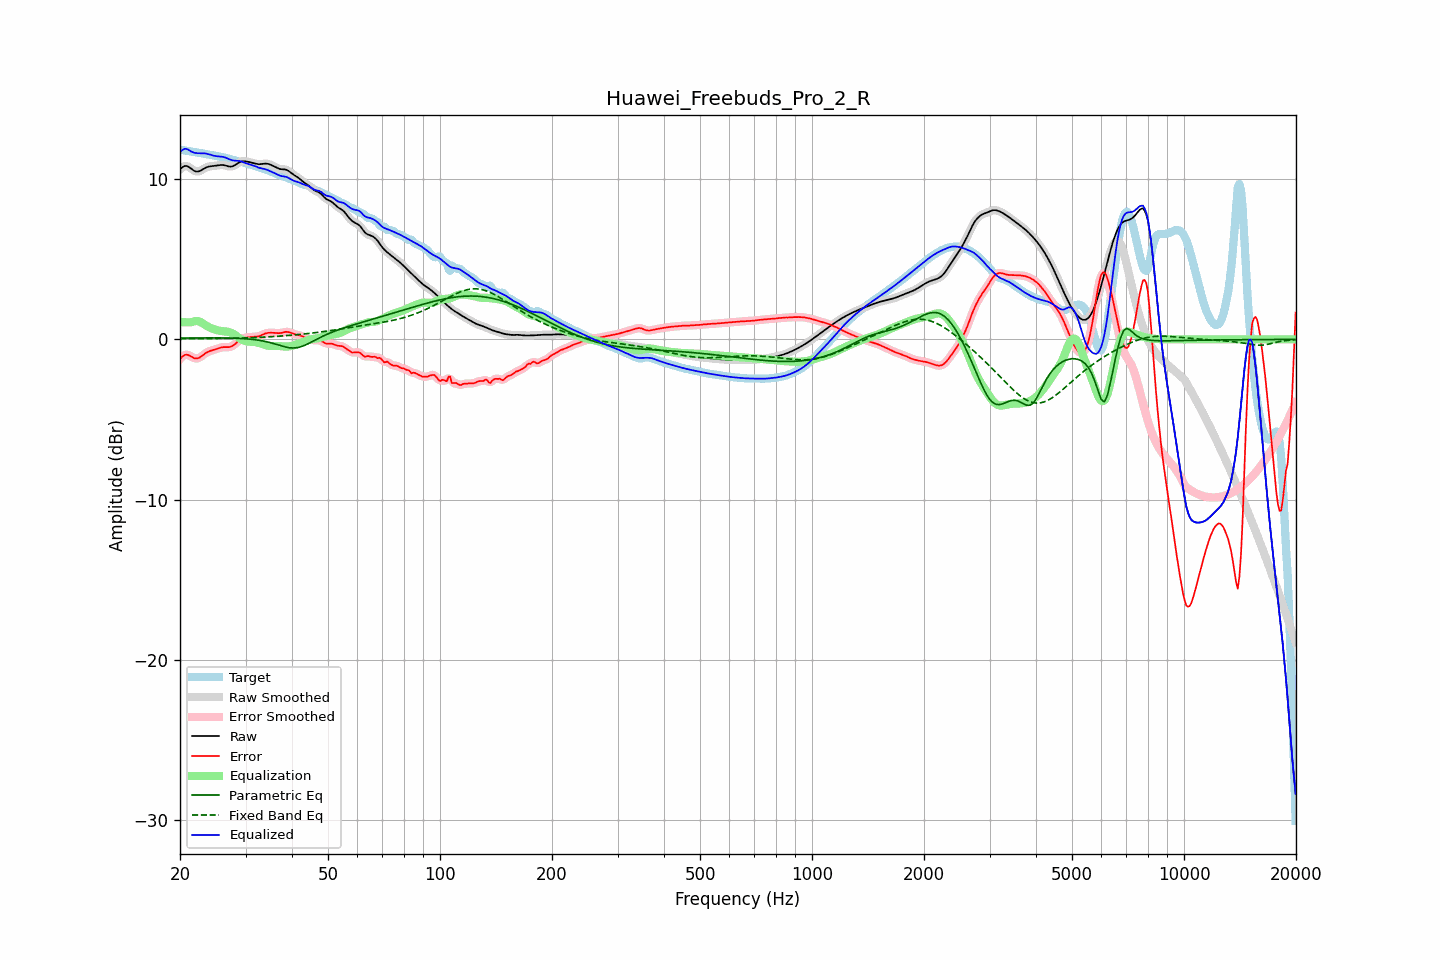 Huawei_Freebuds_Pro_2_R
Amplitude (dBr)
10
0
−10
−20
−30
Target
Raw Smoothed
Error Smoothed
Raw
Error
Equalization
Parametric Eq
Fixed Band Eq
Equalized
20
50
100
200
500
1000
2000
5000
10000
20000
Frequency (Hz)